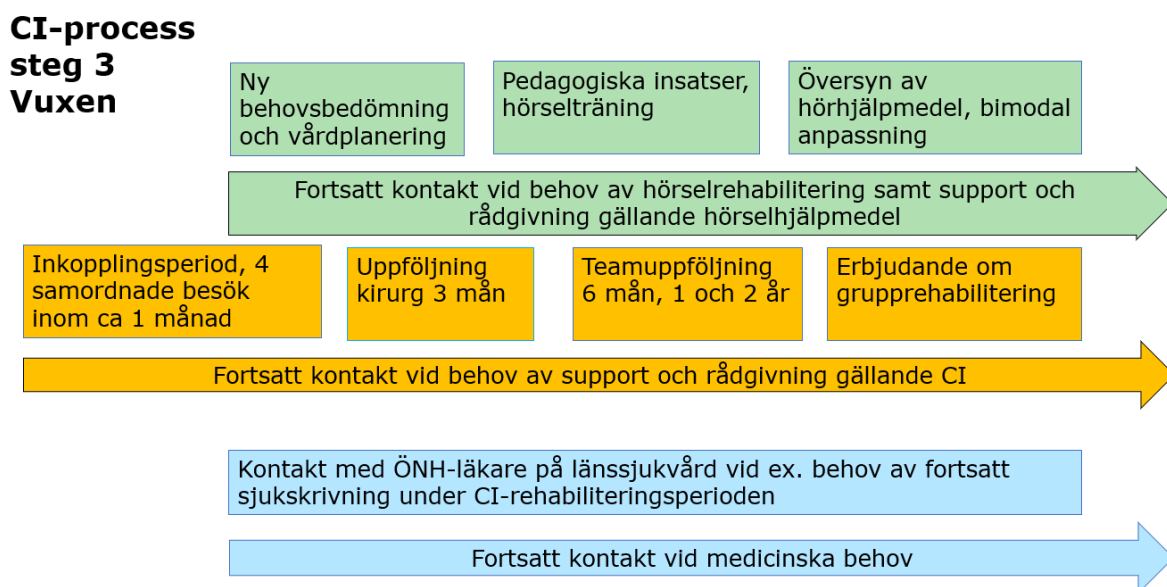 CI-process
steg 3
Vuxen
Ny
behovsbedömning
och vårdplanering
Pedagogiska insatser,
hörselträning
Översyn av
hörhjälpmedel, bimodal
anpassning
Fortsatt kontakt vid behov av hörselrehabilitering samt support och
rådgivning gällande hörselhjälpmedel
Inkopplingsperiod, 4
samordnade besök
inom ca 1 månad
Uppföljning
kirurg 3 mån
Teamuppföljning
6 mån, 1 och 2 år
Erbjudande om
grupprehabilitering
Fortsatt kontakt vid behov av support och rådgivning gällande CI
Kontakt med ÖNH-läkare på länssjukvård vid ex. behov av fortsatt
sjukskrivning under CI-rehabiliteringsperioden
Fortsatt kontakt vid medicinska behov